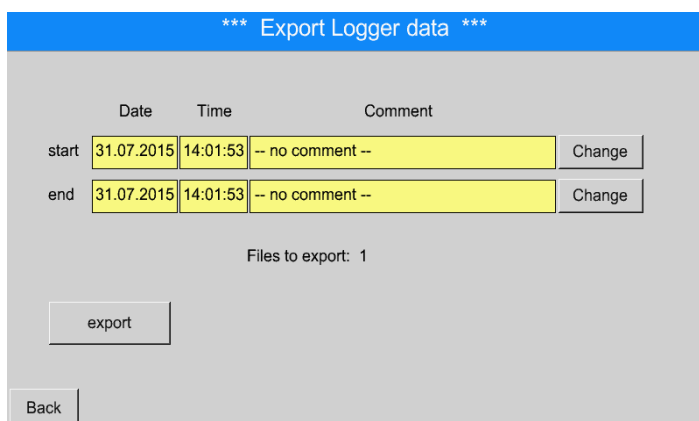 *** Export Logger data ***
Date Time Comment
start 31.07.2015 14:01:53 -- no comment -- Change
end 31.07.2015 14:01:53 -- no comment -- Change
Files to export: 1
export
Back